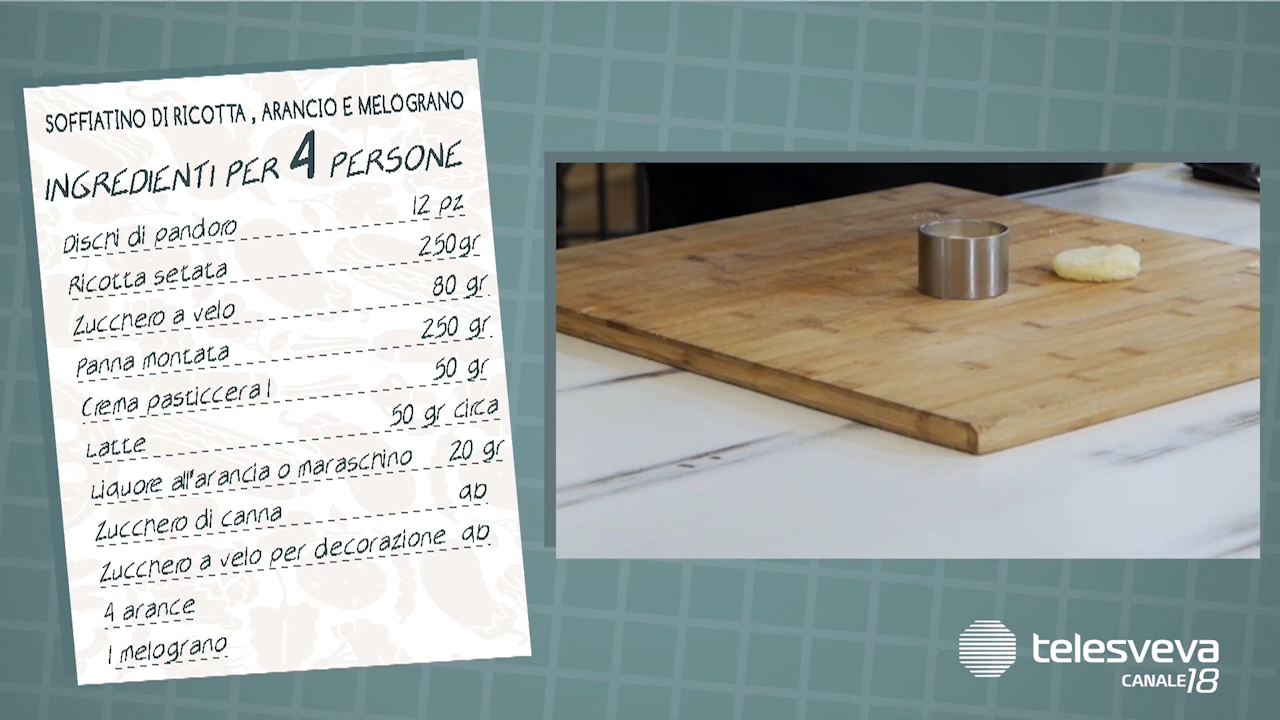 SOFFIATINO DI RICOTTA , ARANCIO E MELOGRANO
INGREDIENTI PER 4 PERSONE
Dischi di pandoro 12 pz
Ricotta setata 250gr
Zucchero a velo 80 gr
Panna montata 250 gr
Crema pasticcera l 50 gr
Latte 50 gr circa
Liquore all'arancia o maraschino 20 gr
Zucchero di canna qb
Zucchero a velo per decorazione qb
4 arance
1 melograno
telesveva
CANALE 18